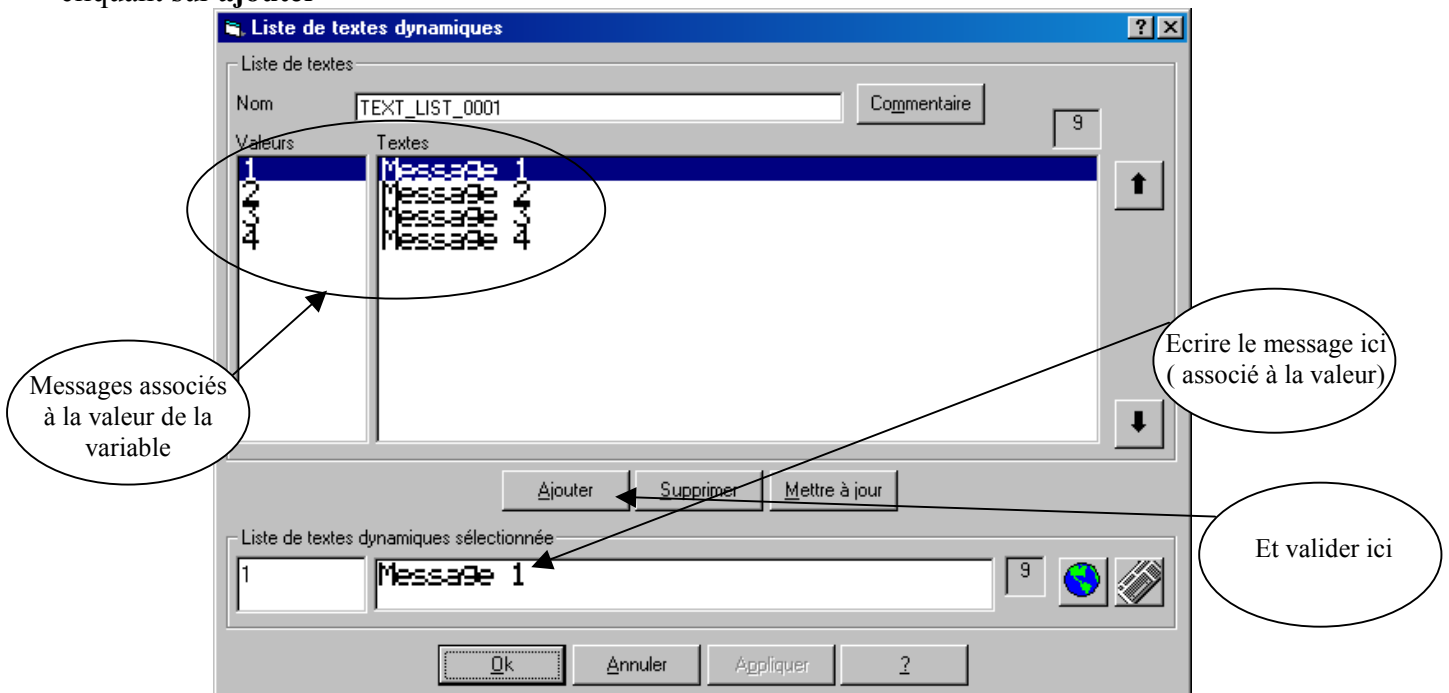 cliquant sur ajouter
Liste de textes dynamiques
Liste de textes
Nom
TEXT_LIST_0001
Commentaire
9
Valeurs
Textes
1 Message 1
2 Message 2
3 Message 3
4 Message 4
Messages associés
à la valeur de la
variable
Ecrire le message ici
( associé à la valeur)
Ajouter
Supprimer
Mettre à jour
Et valider ici
Liste de textes dynamiques sélectionnée
1
Message 1
9
Ok
Annuler
Appliquer
?